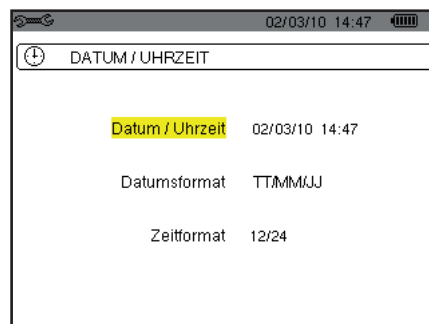 02/03/10 14:47
DATUM / UHRZEIT
Datum / Uhrzeit 02/03/10 14:47
Datumsformat TT/MM/JJ
Zeitformat 12/24